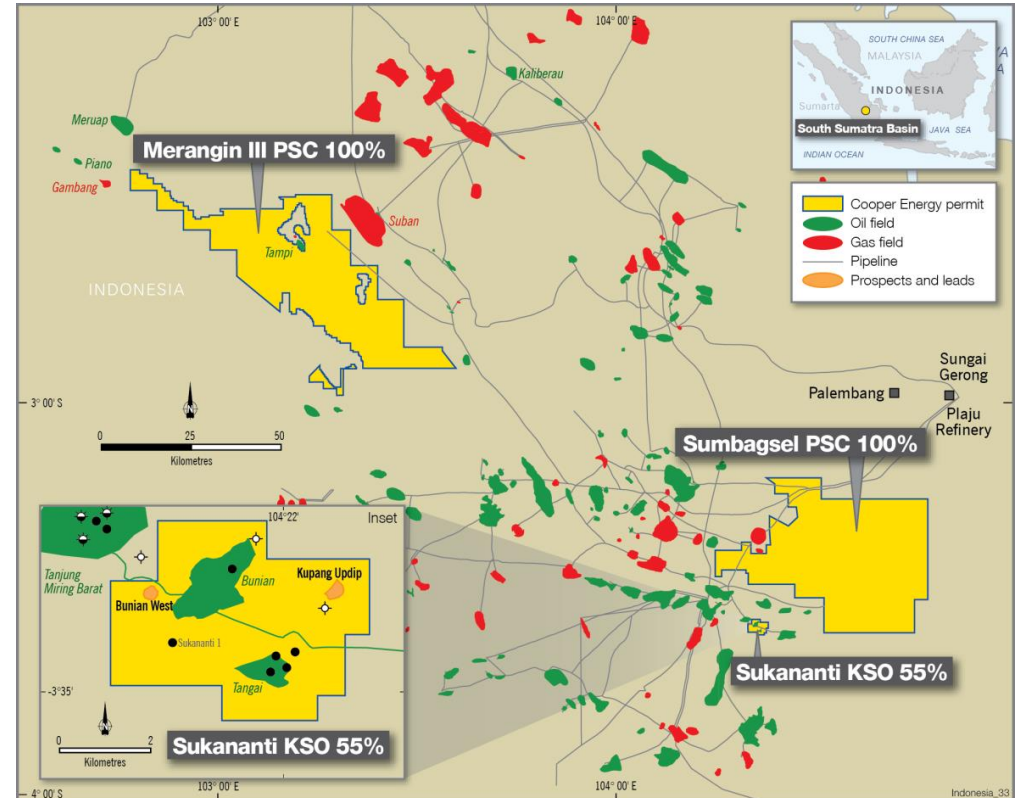 103° 00' E
104° 00' E
Kaliberau
Meruap
Merangin III PSC 100%
Piano
Gambang
Suban
Tampi
INDONESIA
SOUTH CHINA SEA
MALAYSIA
INDONESIA
Sumarta
South Sumatra Basin
JAVA SEA
INDIAN OCEAN
Cooper Energy permit
Oil field
Gas field
Pipeline
Prospects and leads
3° 00' S
N
0 25 50
Kilometres
Palembang
Sungai
Gerong
Plaju
Refinery
Sumbagsel PSC 100%
104° 22'
Inset
Tanjung
Miring Barat
Bunian
Kupang Updip
Bunian West
Sukananti 1
Tangai
-3°35'
N
0 2
Kilometres
Sukananti KSO 55%
Sukananti KSO 55%
4° 00' S
103° 00' E
104° 00' E
Indonesia_33